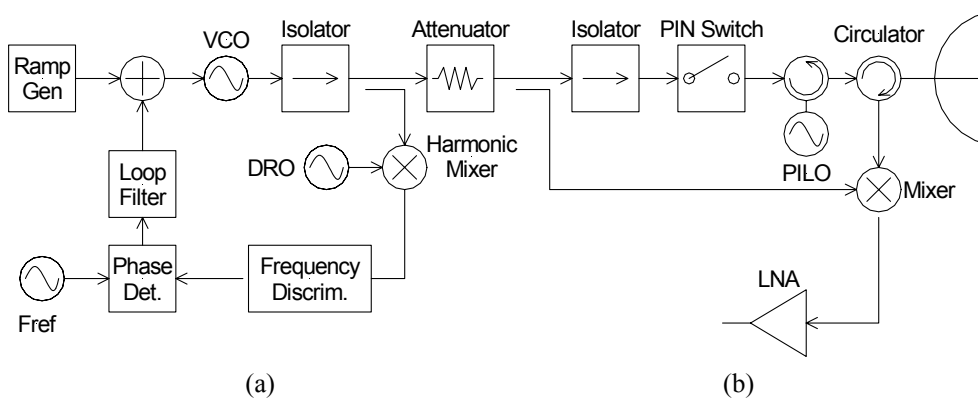 Ramp
Gen
VCO
Isolator
Attenuator
Isolator
PIN Switch
Circulator
DRO
Harmonic
Mixer
PILO
Mixer
Loop
Filter
Phase
Det.
Frequency
Discrim.
Fref
LNA
(a)
(b)